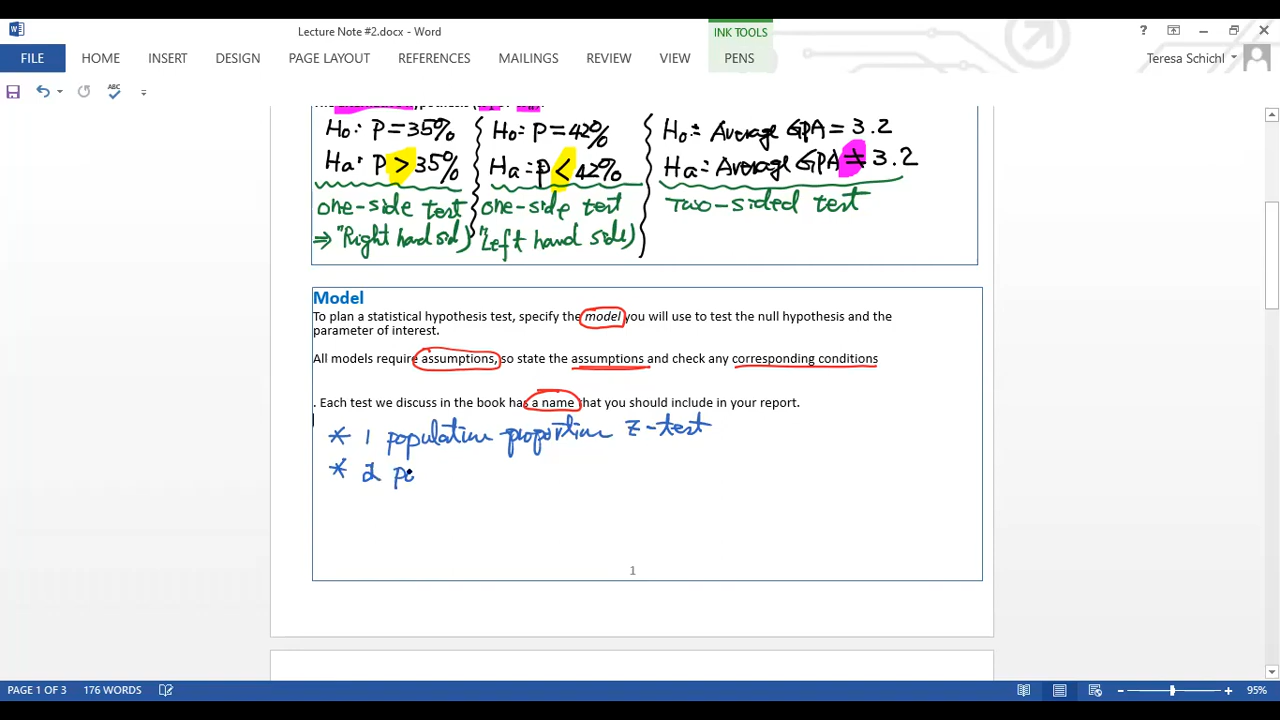 Lecture Note #2.docx - Word
INK TOOLS
FILE HOME INSERT DESIGN PAGE LAYOUT REFERENCES MAILINGS REVIEW VIEW PENS
Teresa Schichl
H0: P=35% H0: P=42% H0: Average GPA = 3.2
Ha: P > 35% Ha: P < 42% Ha: Average GPA ≠ 3.2
one-side test one-side test Two-sided test
⇒ "Right hand sid) "Left hand side)
Model
To plan a statistical hypothesis test, specify the model you will use to test the null hypothesis and the
parameter of interest.
All models require assumptions, so state the assumptions and check any corresponding conditions
. Each test we discuss in the book has a name that you should include in your report.
* 1 population proportion z-test
* 2 po
1
PAGE 1 OF 3 176 WORDS 95%